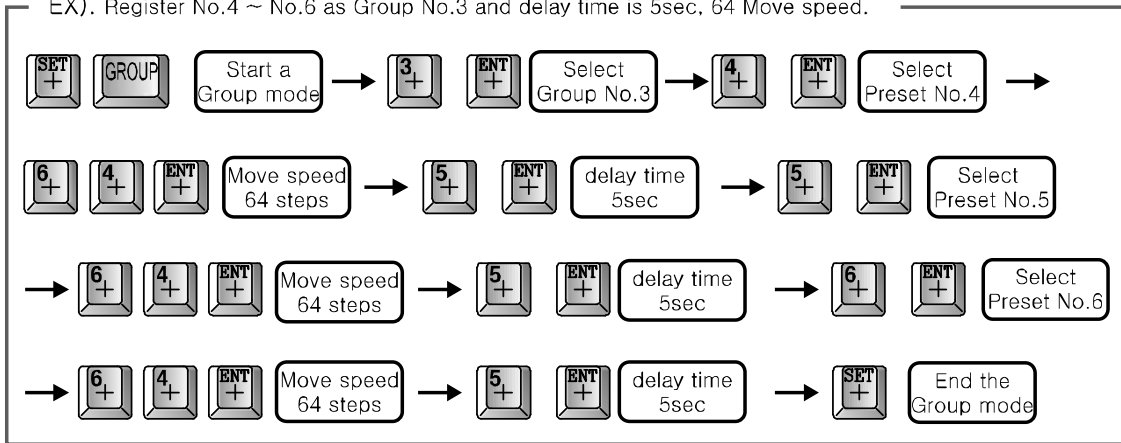 EX). Register No.4 ~ No.6 as Group No.3 and delay time is 5sec, 64 Move speed.
SET + GROUP Start a Group mode → 3 + ENT + Select Group No.3 → 4 + ENT + Select Preset No.4 →
6 + 4 + ENT + Move speed 64 steps → 5 + ENT + delay time 5sec → 5 + ENT + Select Preset No.5
→ 6 + 4 + ENT + Move speed 64 steps → 5 + ENT + delay time 5sec → 6 + ENT + Select Preset No.6
→ 6 + 4 + ENT + Move speed 64 steps → 5 + ENT + delay time 5sec → SET + End the Group mode